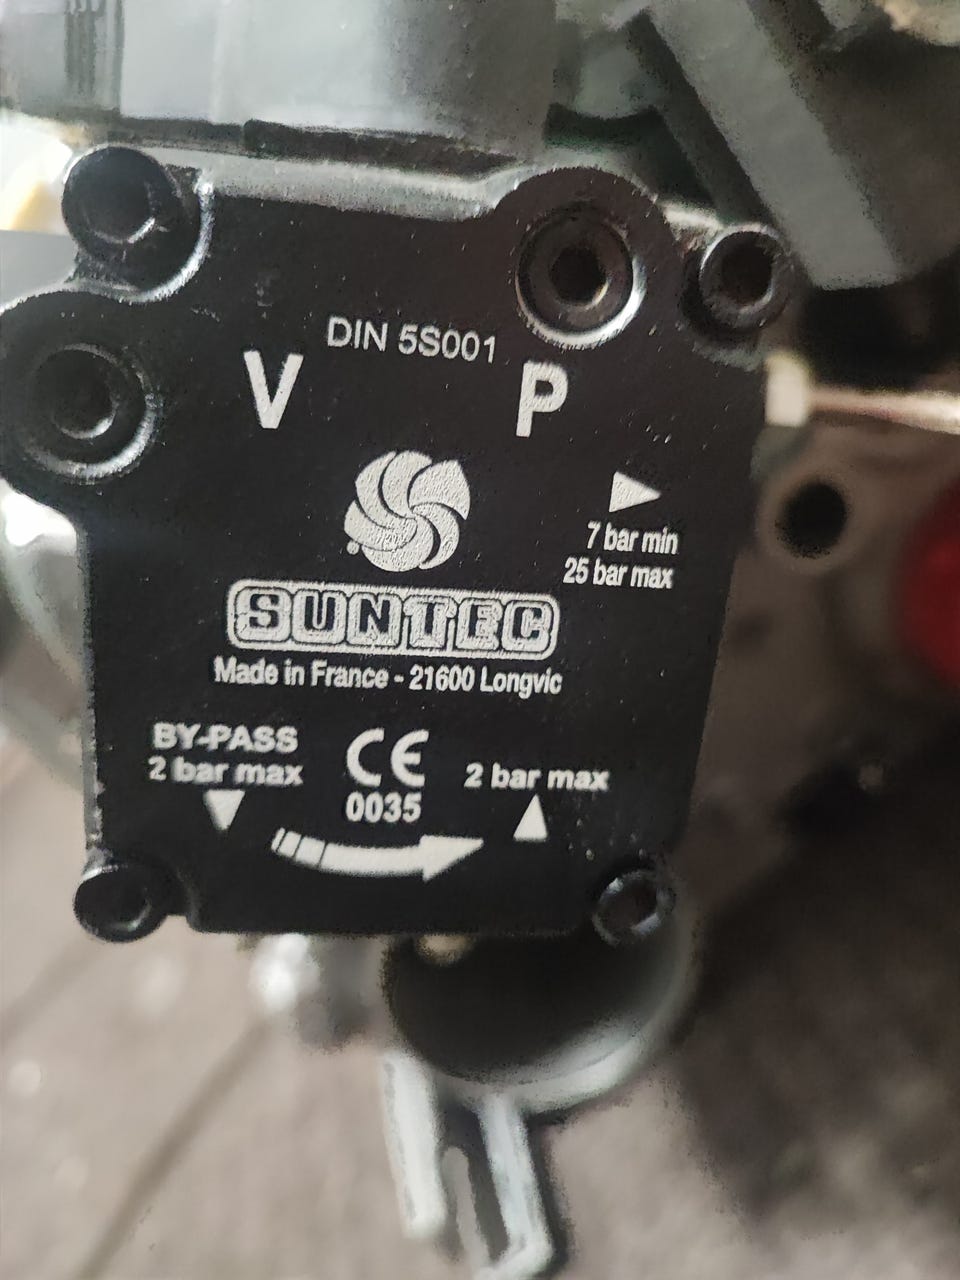 DIN 5S001
V P
7 bar min
25 bar max
SUNTEC
Made in France - 21600 Longvic
BY-PASS
2 bar max
CE
0035
2 bar max